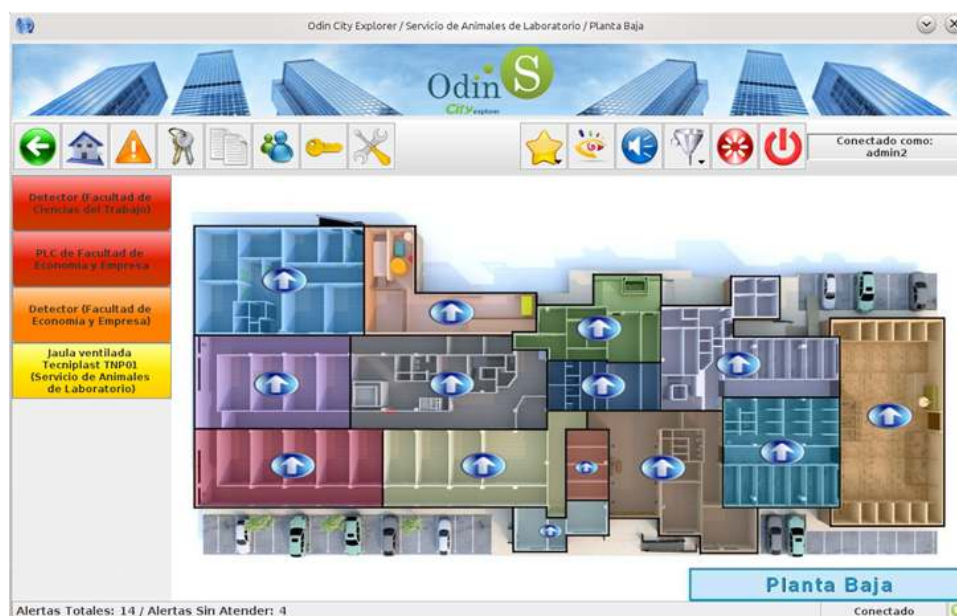 Odin City Explorer / Servicio de Animales de Laboratorio / Planta Baja
Odin S
City explorer
Conectado como:
admin2
Detector (Facultad de
Ciencias del Trabajo)
PLC de Facultad de
Economía y Empresa
Detector (Facultad de
Economía y Empresa)
Jaula ventilada
Tecniplast TNP01
(Servicio de Animales
de Laboratorio)
Planta Baja
Alertas Totales: 14 / Alertas Sin Atender: 4
Conectado